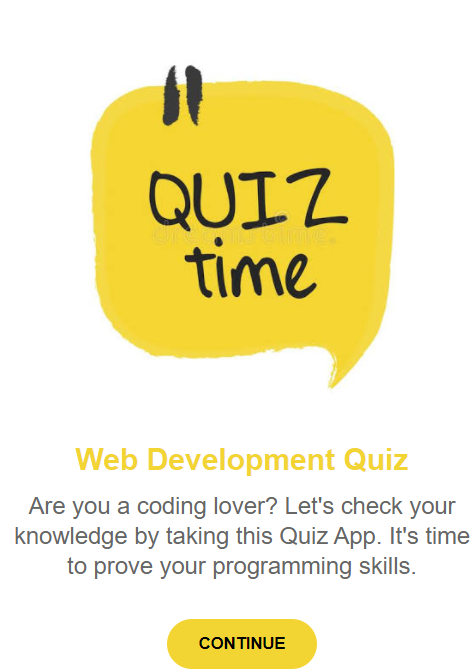 QUIZ
time
Web Development Quiz
Are you a coding lover? Let's check your
knowledge by taking this Quiz App. It's time
to prove your programming skills.
CONTINUE